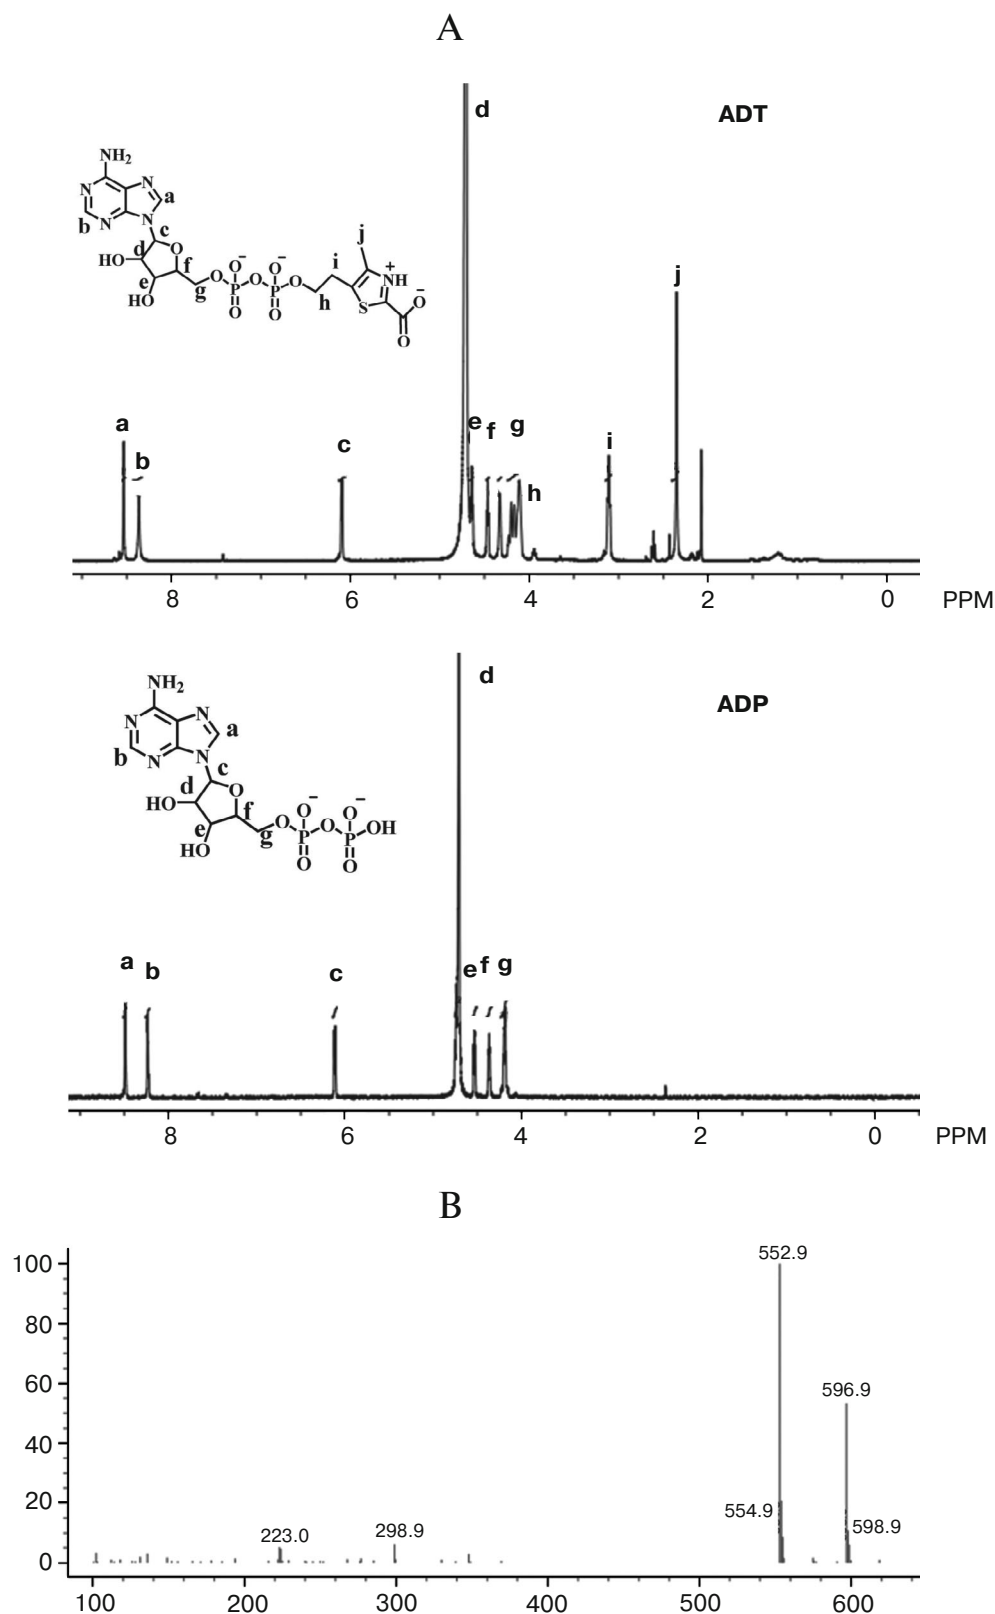 A
d
ADT
NH2
N
N
a
b
N
N
c
j
HO
d
O
f
i
O−
O−
N+H
e
O
P
O
P
O
HO
g
h
S
O−
O
O
O
a
b
c
e
f
g
h
i
j
8
6
4
2
0
PPM
d
ADP
NH2
N
N
a
b
N
N
c
d
O
HO
f
O−
O−
e
O
P
O
P
OH
HO
g
O
O
a
b
c
e
f
g
8
6
4
2
0
PPM
B
100
80
60
40
20
0
552.9
596.9
554.9
598.9
223.0
298.9
100
200
300
400
500
600